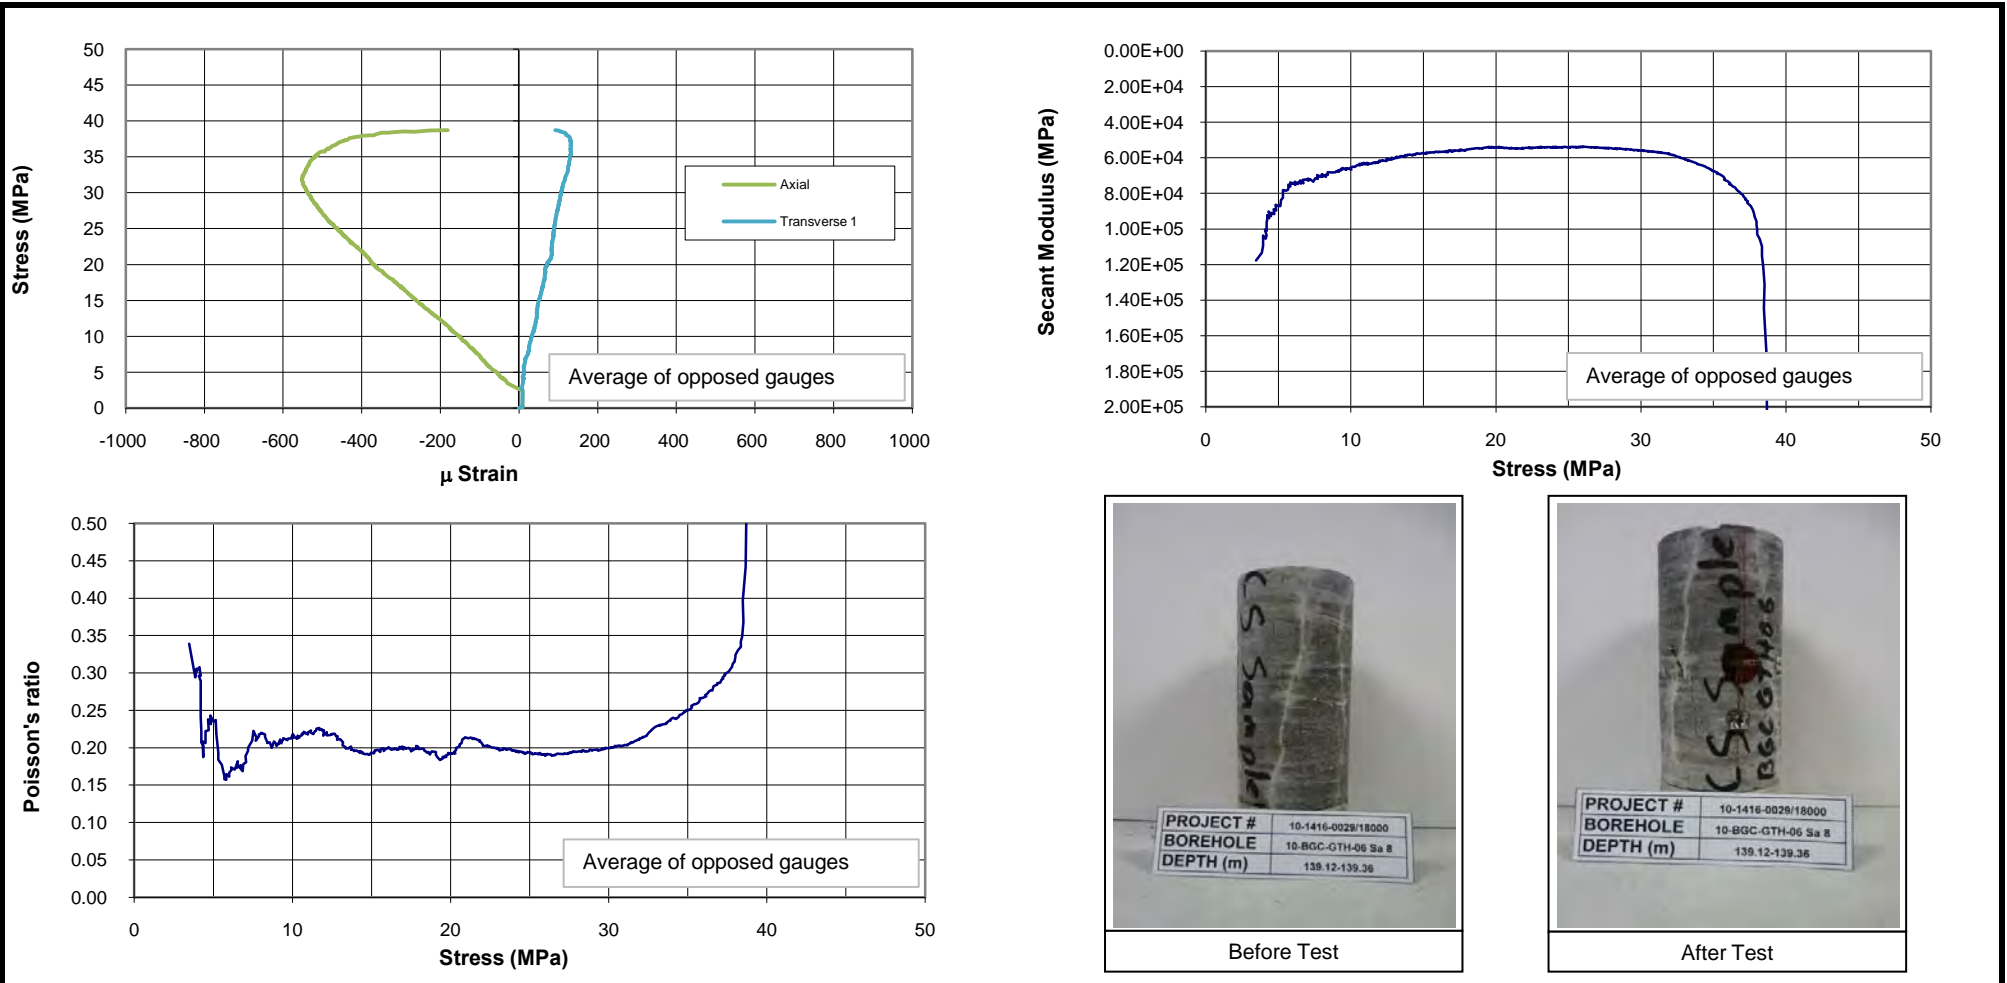 50
45
40
35
30
25
20
15
10
5
0
Stress (MPa)
-1000 -800 -600 -400 -200 0 200 400 600 800 1000
μ Strain
Axial
Transverse 1
Average of opposed gauges
0.00E+00
2.00E+04
4.00E+04
6.00E+04
8.00E+04
1.00E+05
1.20E+05
1.40E+05
1.60E+05
1.80E+05
2.00E+05
Secant Modulus (MPa)
0 10 20 30 40 50
Stress (MPa)
Average of opposed gauges
0.50
0.45
0.40
0.35
0.30
0.25
0.20
0.15
0.10
0.05
0.00
Poisson's ratio
0 10 20 30 40 50
Stress (MPa)
Average of opposed gauges
CS Sample
PROJECT # 10-1416-0029/18000
BOREHOLE 10-BGC-GTH-06 Sa 8
DEPTH (m) 139.12-139.36
Before Test
CS Sample
BGC GTH06
PROJECT # 10-1416-0029/18000
BOREHOLE 10-BGC-GTH-06 Sa 8
DEPTH (m) 139.12-139.36
After Test